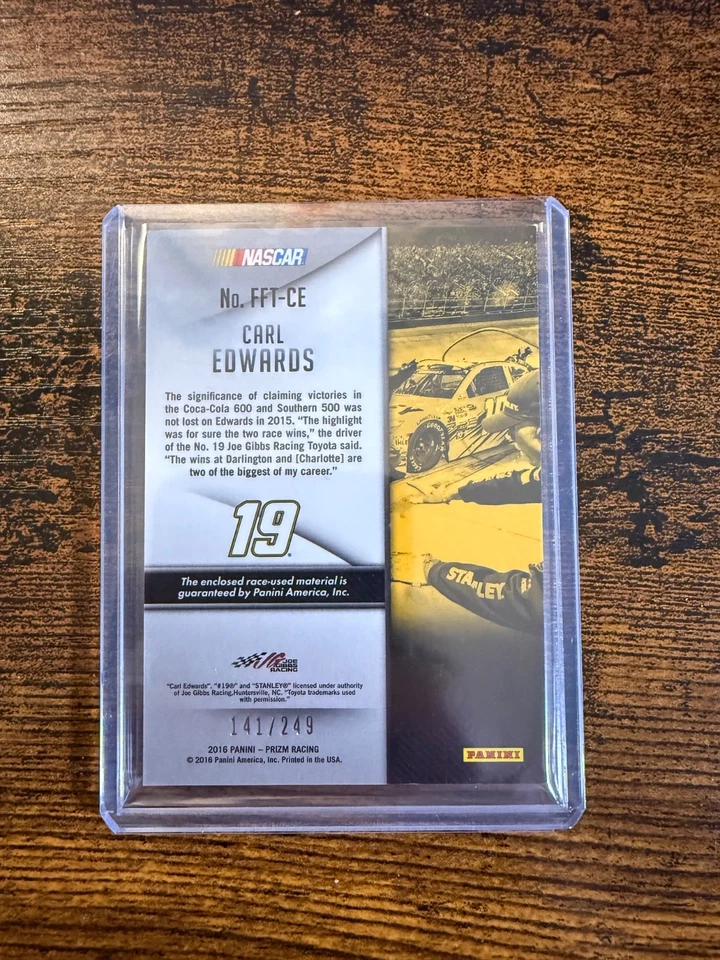 NASCAR
No. FFT-CE
CARL
EDWARDS
The significance of claiming victories in
the Coca-Cola 600 and Southern 500 was
not lost on Edwards in 2015. “The highlight
was for sure the two race wins,” the driver
of the No. 19 Joe Gibbs Racing Toyota said.
“The wins at Darlington and [Charlotte] are
two of the biggest of my career.”
19
The enclosed race-used material is
guaranteed by Panini America, Inc.
JOE
GIBBS
RACING
“Carl Edwards”, “#19®” and “STANLEY®” licensed under authority
of Joe Gibbs Racing,Huntersville, NC. “Toyota trademarks used
with permission.”
141/249
2016 PANINI – PRIZM RACING
© 2016 Panini America, Inc. Printed in the USA.
STANLEY
PANINI